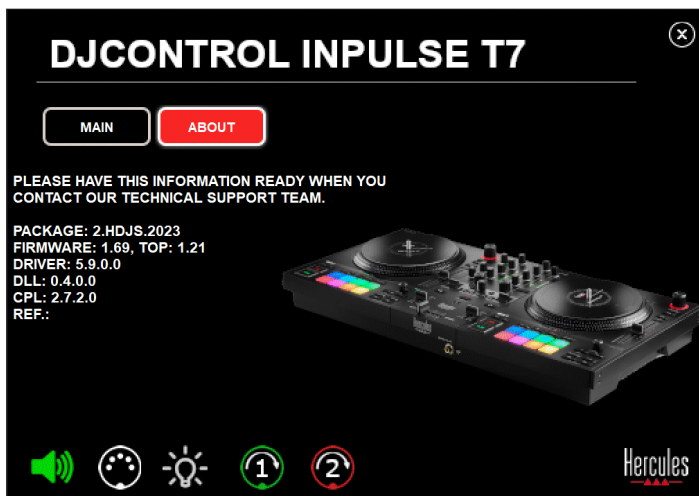 DJCONTROL INPULSE T7
MAIN
ABOUT
PLEASE HAVE THIS INFORMATION READY WHEN YOU
CONTACT OUR TECHNICAL SUPPORT TEAM.
PACKAGE: 2.HDJS.2023
FIRMWARE: 1.69, TOP: 1.21
DRIVER: 5.9.0.0
DLL: 0.4.0.0
CPL: 2.7.2.0
REF.:
1
2
Hercules